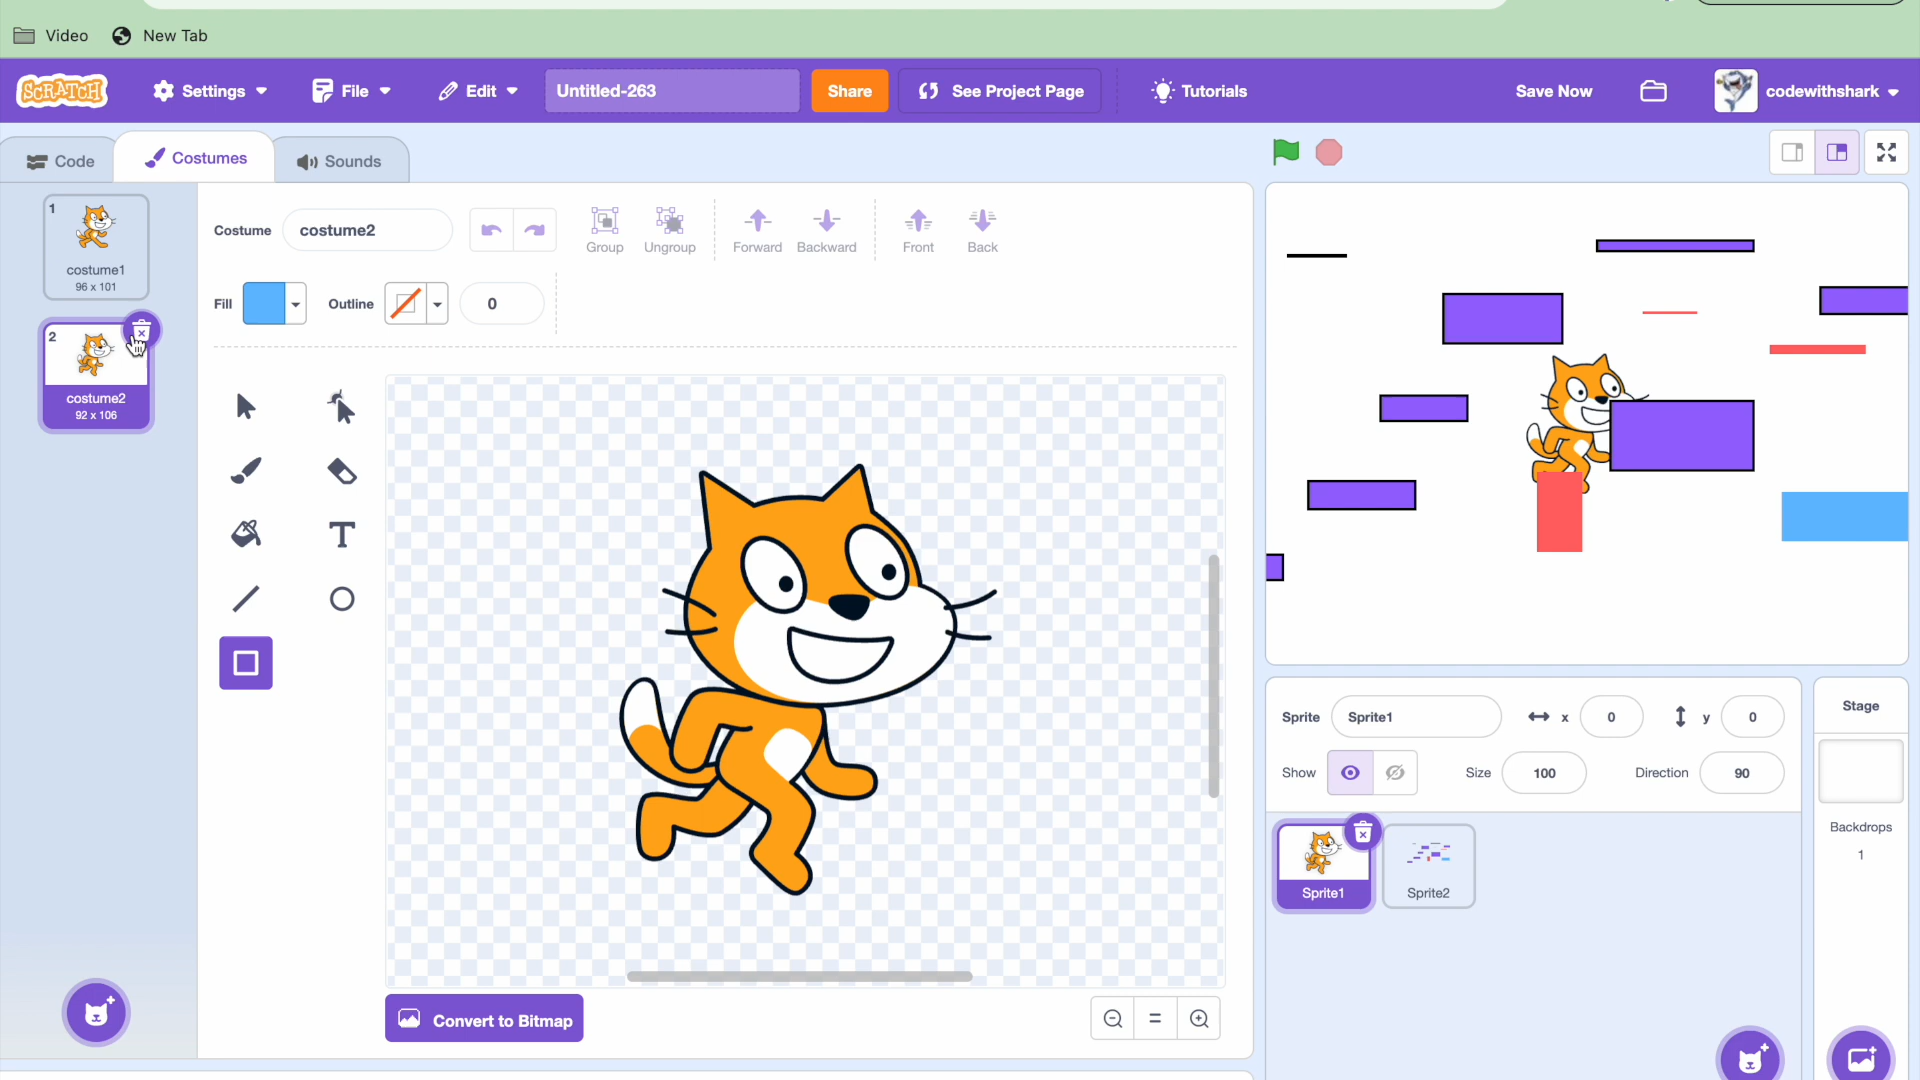 Video New Tab
SCRATCH Settings File Edit Untitled-263 Share See Project Page Tutorials Save Now codewithshark
Code Costumes Sounds
1
costume1
96 x 101
2
costume2
92 x 106
Costume costume2 Group Ungroup Forward Backward Front Back
Fill Outline 0
Convert to Bitmap
Sprite Sprite1 x 0 y 0
Show Size 100 Direction 90
Sprite1 Sprite2
Stage
Backdrops
1